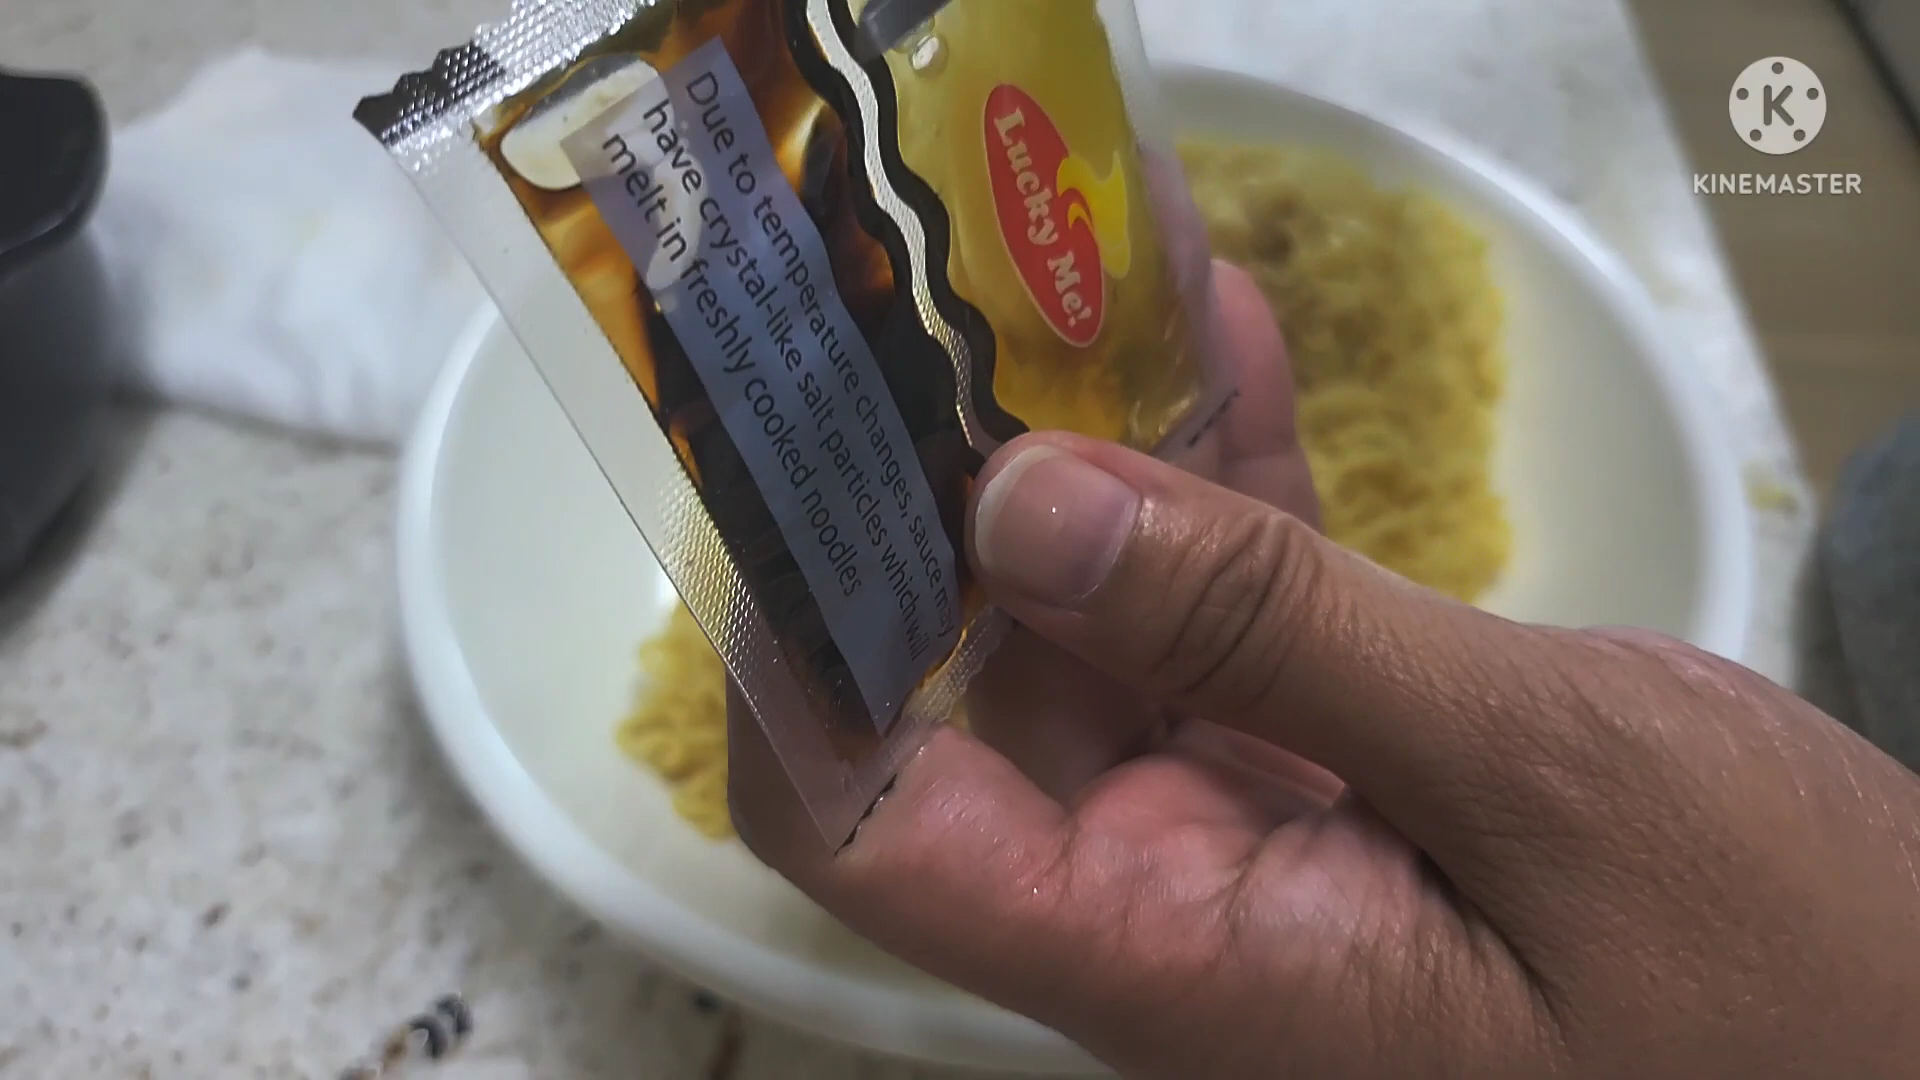 Due to temperature changes, sauce may
have crystal-like salt particles which will
melt in freshly cooked noodles
Lucky Me!
K
KINEMASTER